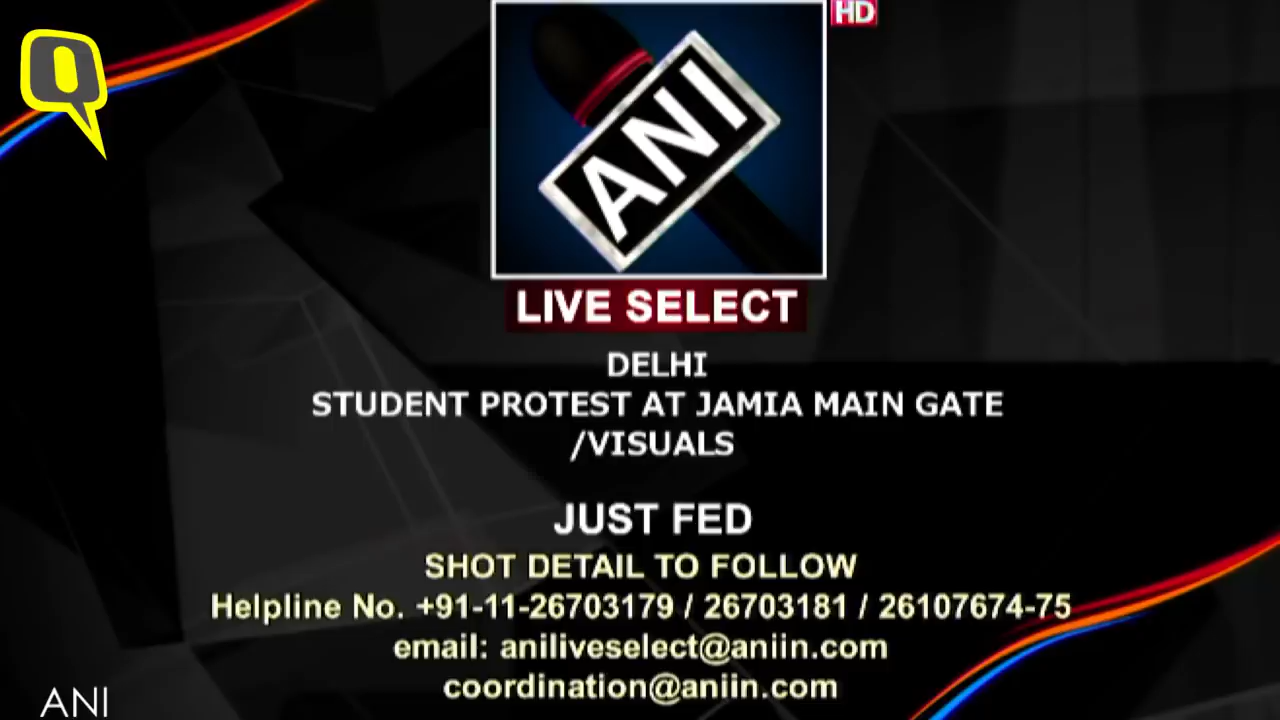 Q
HD
ANI
LIVE SELECT
DELHI
STUDENT PROTEST AT JAMIA MAIN GATE
/VISUALS
JUST FED
SHOT DETAIL TO FOLLOW
Helpline No. +91-11-26703179 / 26703181 / 26107674-75
email: aniliveselect@aniin.com
coordination@aniin.com
ANI